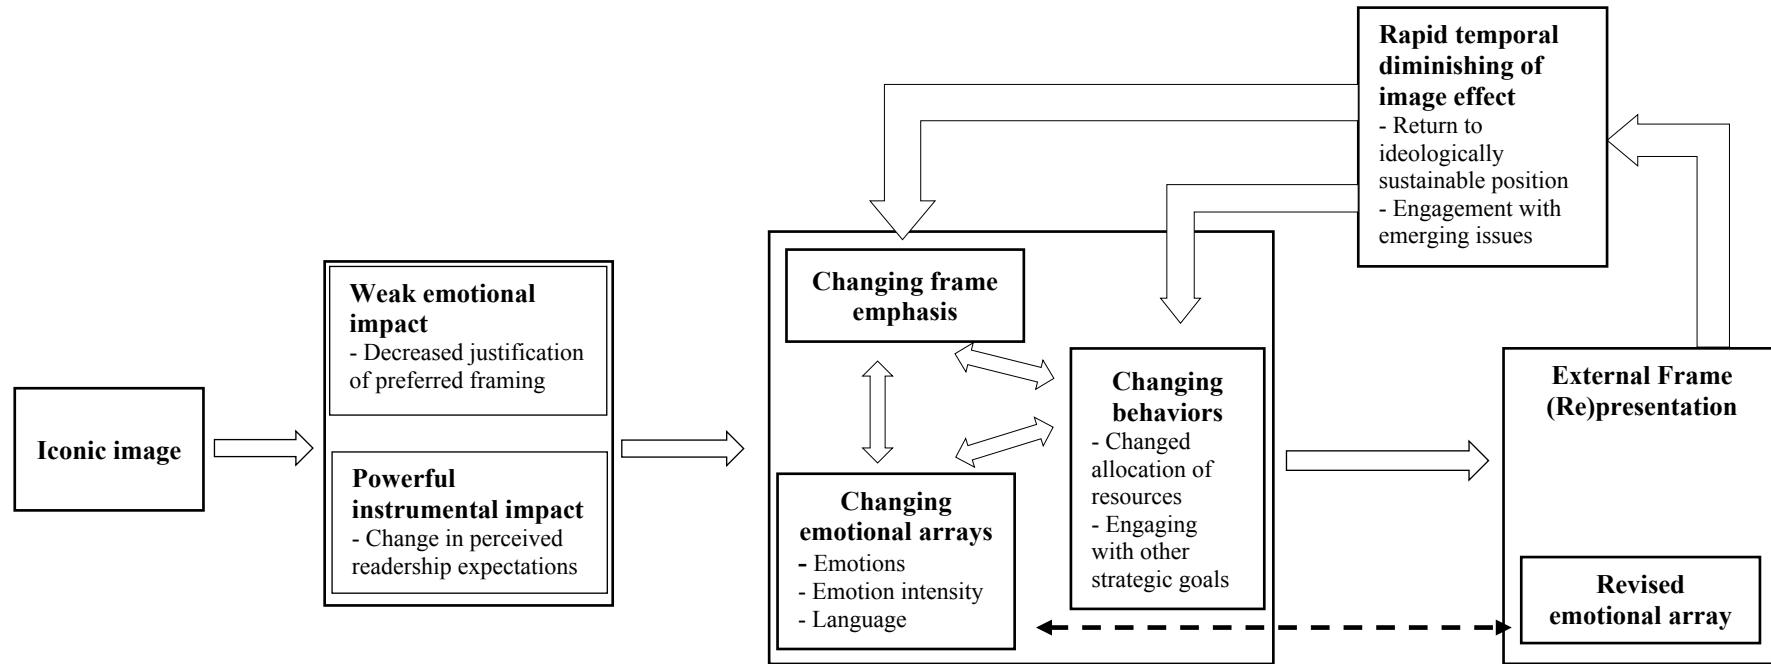 Iconic image
Weak emotional
impact
- Decreased justification
of preferred framing
Powerful
instrumental impact
- Change in perceived
readership expectations
Changing frame
emphasis
Changing
emotional arrays
- Emotions
- Emotion intensity
- Language
Changing
behaviors
- Changed
allocation of
resources
- Engaging
with other
strategic goals
Rapid temporal
diminishing of
image effect
- Return to
ideologically
sustainable position
- Engagement with
emerging issues
External Frame
(Re)presentation
Revised
emotional array